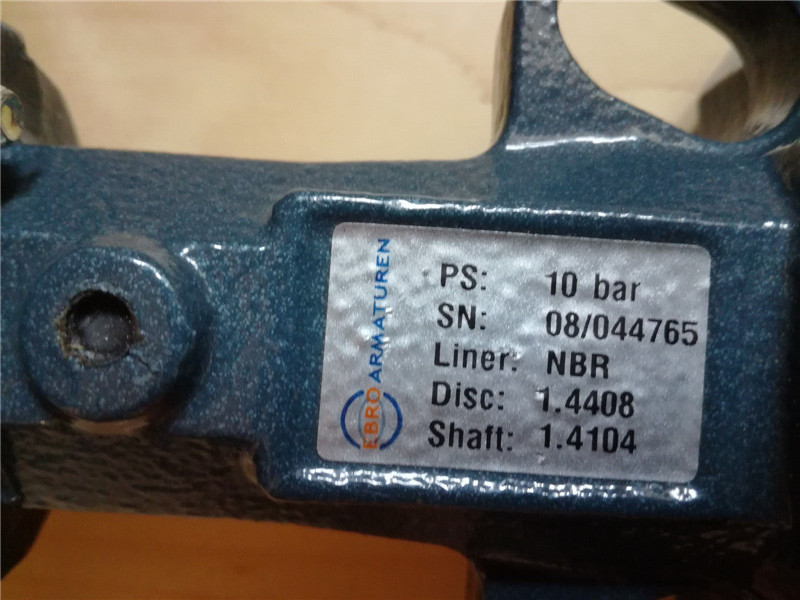 EBRO ARMATUREN
PS: 10 bar
SN: 08/044765
Liner: NBR
Disc: 1.4408
Shaft: 1.4104